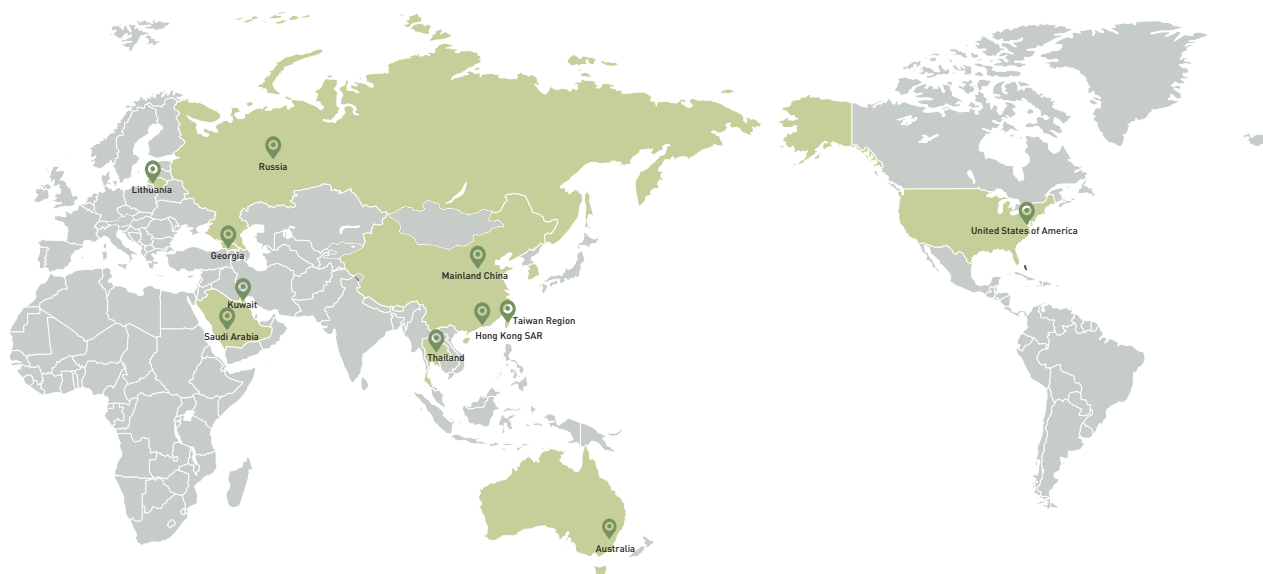 Russia
Lithuania
United States of America
Georgia
Mainland China
Kuwait
Taiwan Region
Saudi Arabia
Hong Kong SAR
Thailand
Australia